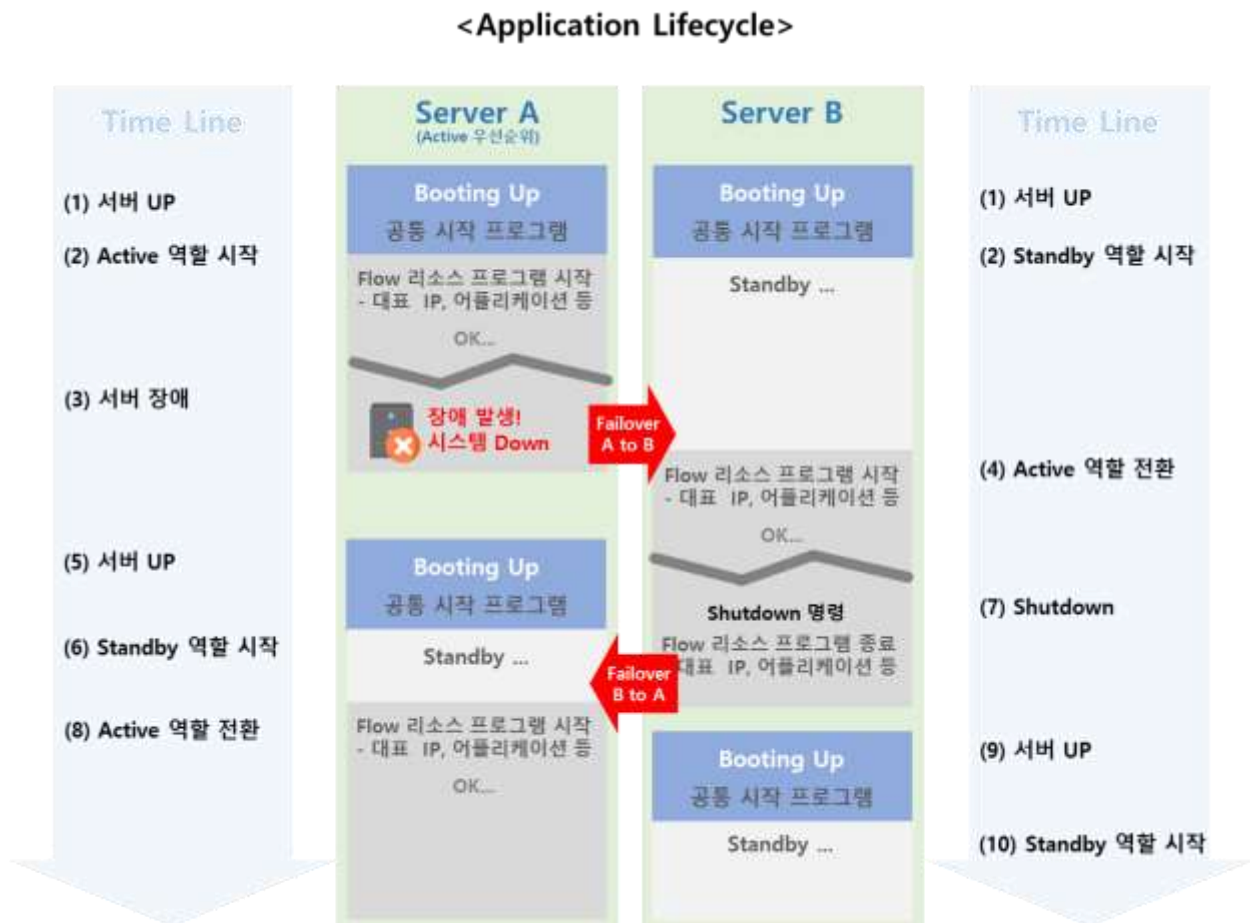 <Application Lifecycle>
Time Line
(1) 서버 UP
(2) Active 역할 시작
(3) 서버 장애
(5) 서버 UP
(6) Standby 역할 시작
(8) Active 역할 전환
Server A
(Active 우선순위)
Booting Up
공통 시작 프로그램
Flow 리소스 프로그램 시작
- 대표 IP, 어플리케이션 등
OK...
장애 발생!
시스템 Down
Failover
A to B
Booting Up
공통 시작 프로그램
Standby ...
Flow 리소스 프로그램 시작
- 대표 IP, 어플리케이션 등
OK...
Server B
Booting Up
공통 시작 프로그램
Standby ...
Flow 리소스 프로그램 시작
- 대표 IP, 어플리케이션 등
OK...
Shutdown 명령
Flow 리소스 프로그램 종료
대표 IP, 어플리케이션 등
Failover
B to A
Booting Up
공통 시작 프로그램
Standby ...
Time Line
(1) 서버 UP
(2) Standby 역할 시작
(4) Active 역할 전환
(7) Shutdown
(9) 서버 UP
(10) Standby 역할 시작